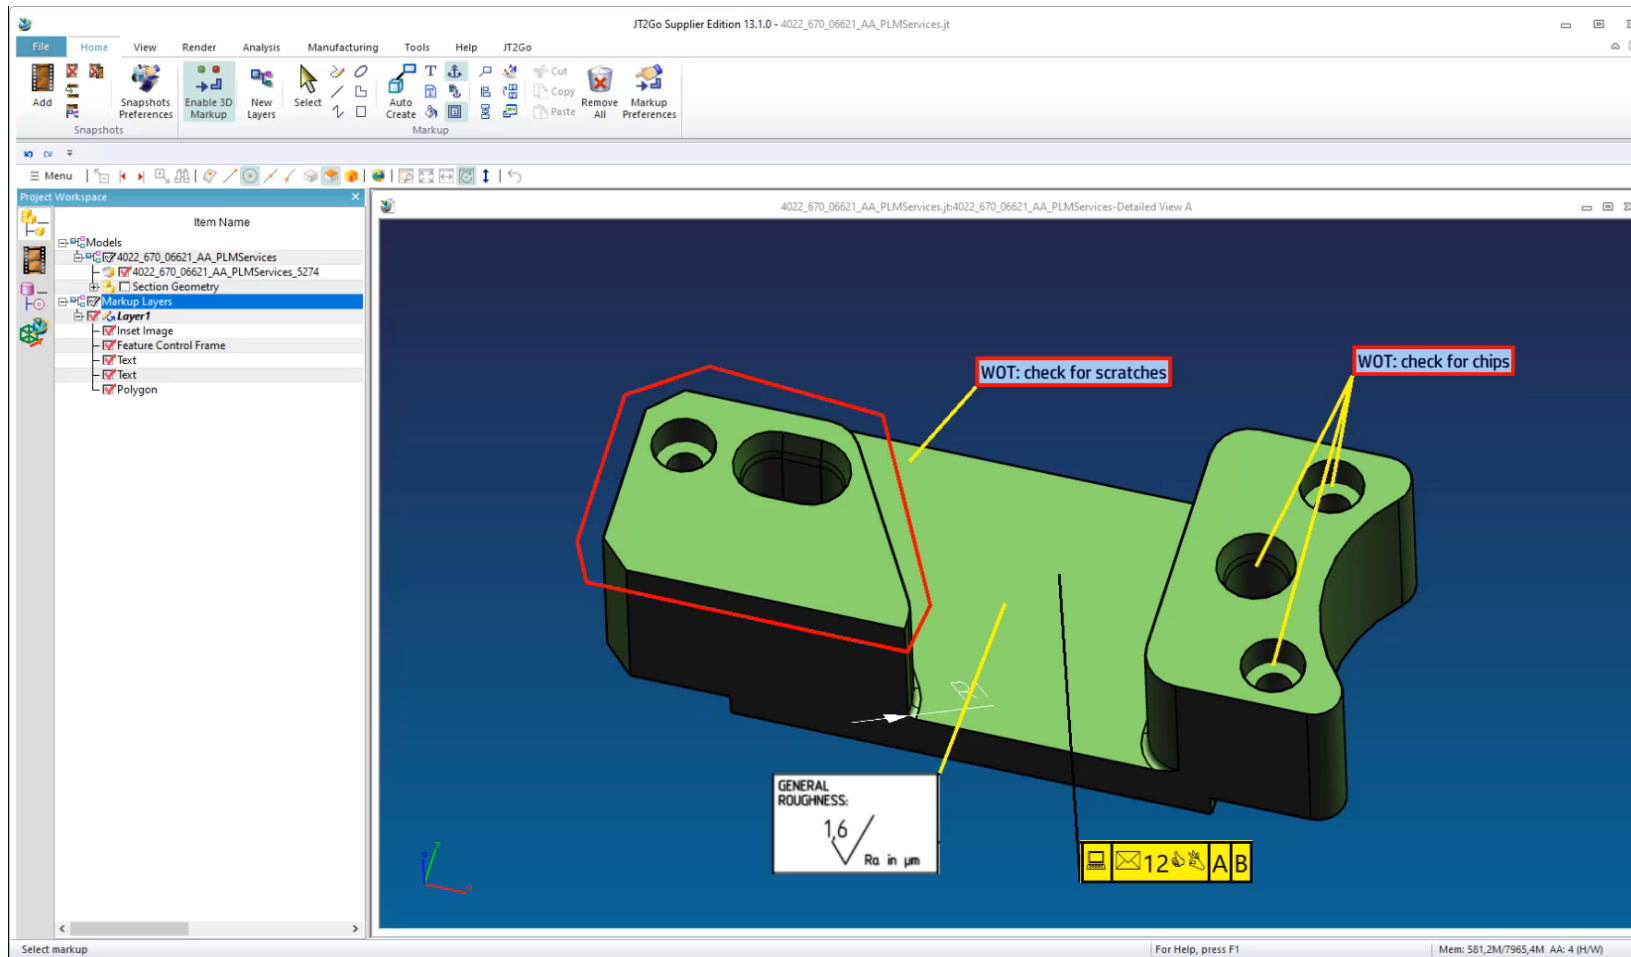 JT2Go Supplier Edition 13.1.0 - 4022_670_06621_AA_PLMServices.jt
File Home View Render Analysis Manufacturing Tools Help JT2Go
Add
Snapshots Preferences
Enable 3D Markup
New Layers
Select
Auto Create
Cut
Copy
Paste
Remove All
Markup Preferences
Snapshots
Markup
Menu
Project Workspace
Item Name
Models
4022_670_06621_AA_PLMServices
4022_670_06621_AA_PLMServices_5274
Section Geometry
Markup Layers
Layer1
Inset Image
Feature Control Frame
Text
Text
Polygon
4022_670_06621_AA_PLMServices.jt:4022_670_06621_AA_PLMServices-Detailed View A
WOT: check for scratches
WOT: check for chips
GENERAL
ROUGHNESS:
1,6
Ra in µm
12 A B
Select markup
For Help, press F1
Mem: 581,2M/7965,4M AA: 4 (H/W)